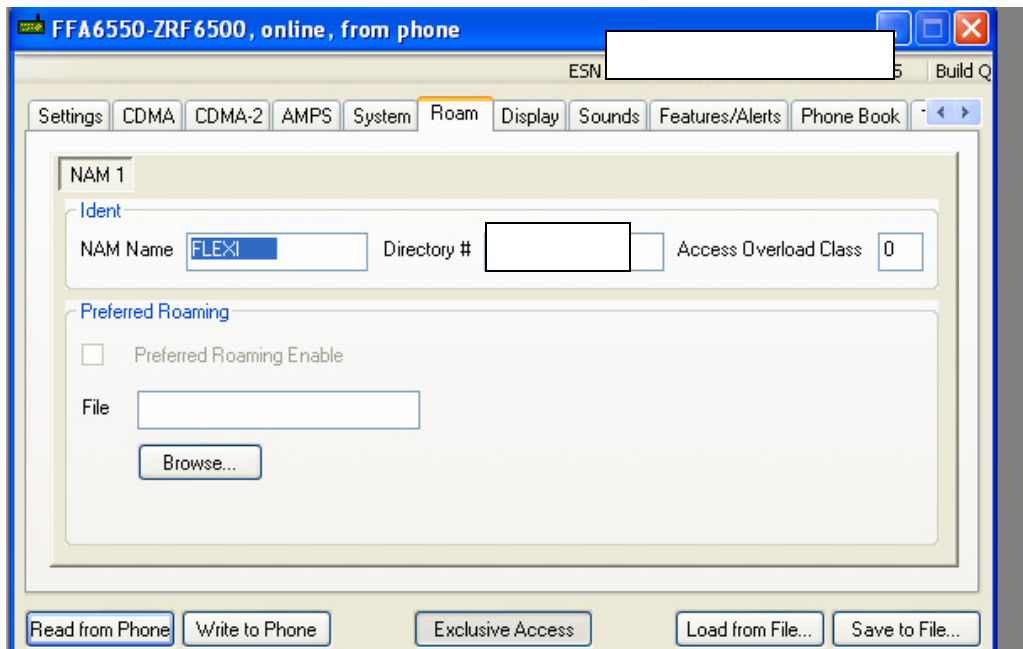 FFA6550-ZRF6500, online, from phone
ESN 5 Build Q
Settings CDMA CDMA-2 AMPS System Roam Display Sounds Features/Alerts Phone Book
NAM 1
Ident
NAM Name FLEXI Directory # Access Overload Class 0
Preferred Roaming
Preferred Roaming Enable
File
Browse...
Read from Phone Write to Phone Exclusive Access Load from File... Save to File...